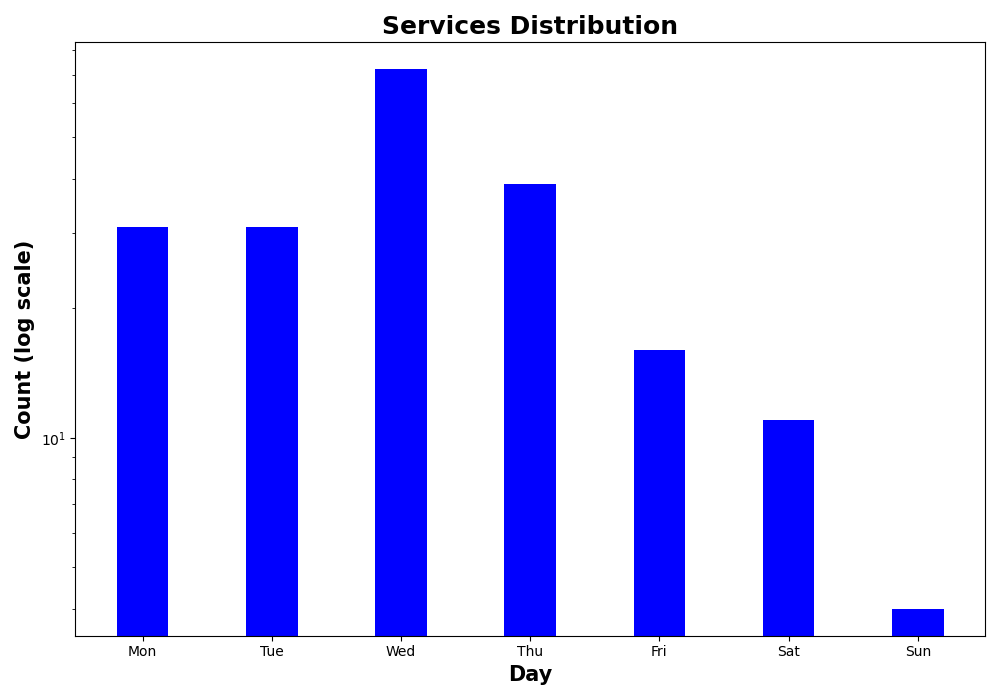 Services Distribution
Count (log scale)
10¹
Mon Tue Wed Thu Fri Sat Sun
Day